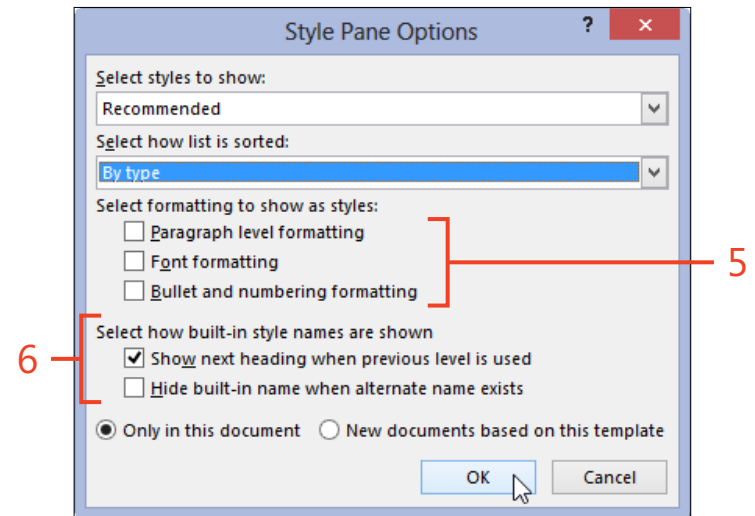 Style Pane Options ? ×
Select styles to show:
Recommended
Select how list is sorted:
By type
Select formatting to show as styles:
Paragraph level formatting
Font formatting
5
Bullet and numbering formatting
Select how built-in style names are shown
6
Show next heading when previous level is used
Hide built-in name when alternate name exists
Only in this document New documents based on this template
OK Cancel